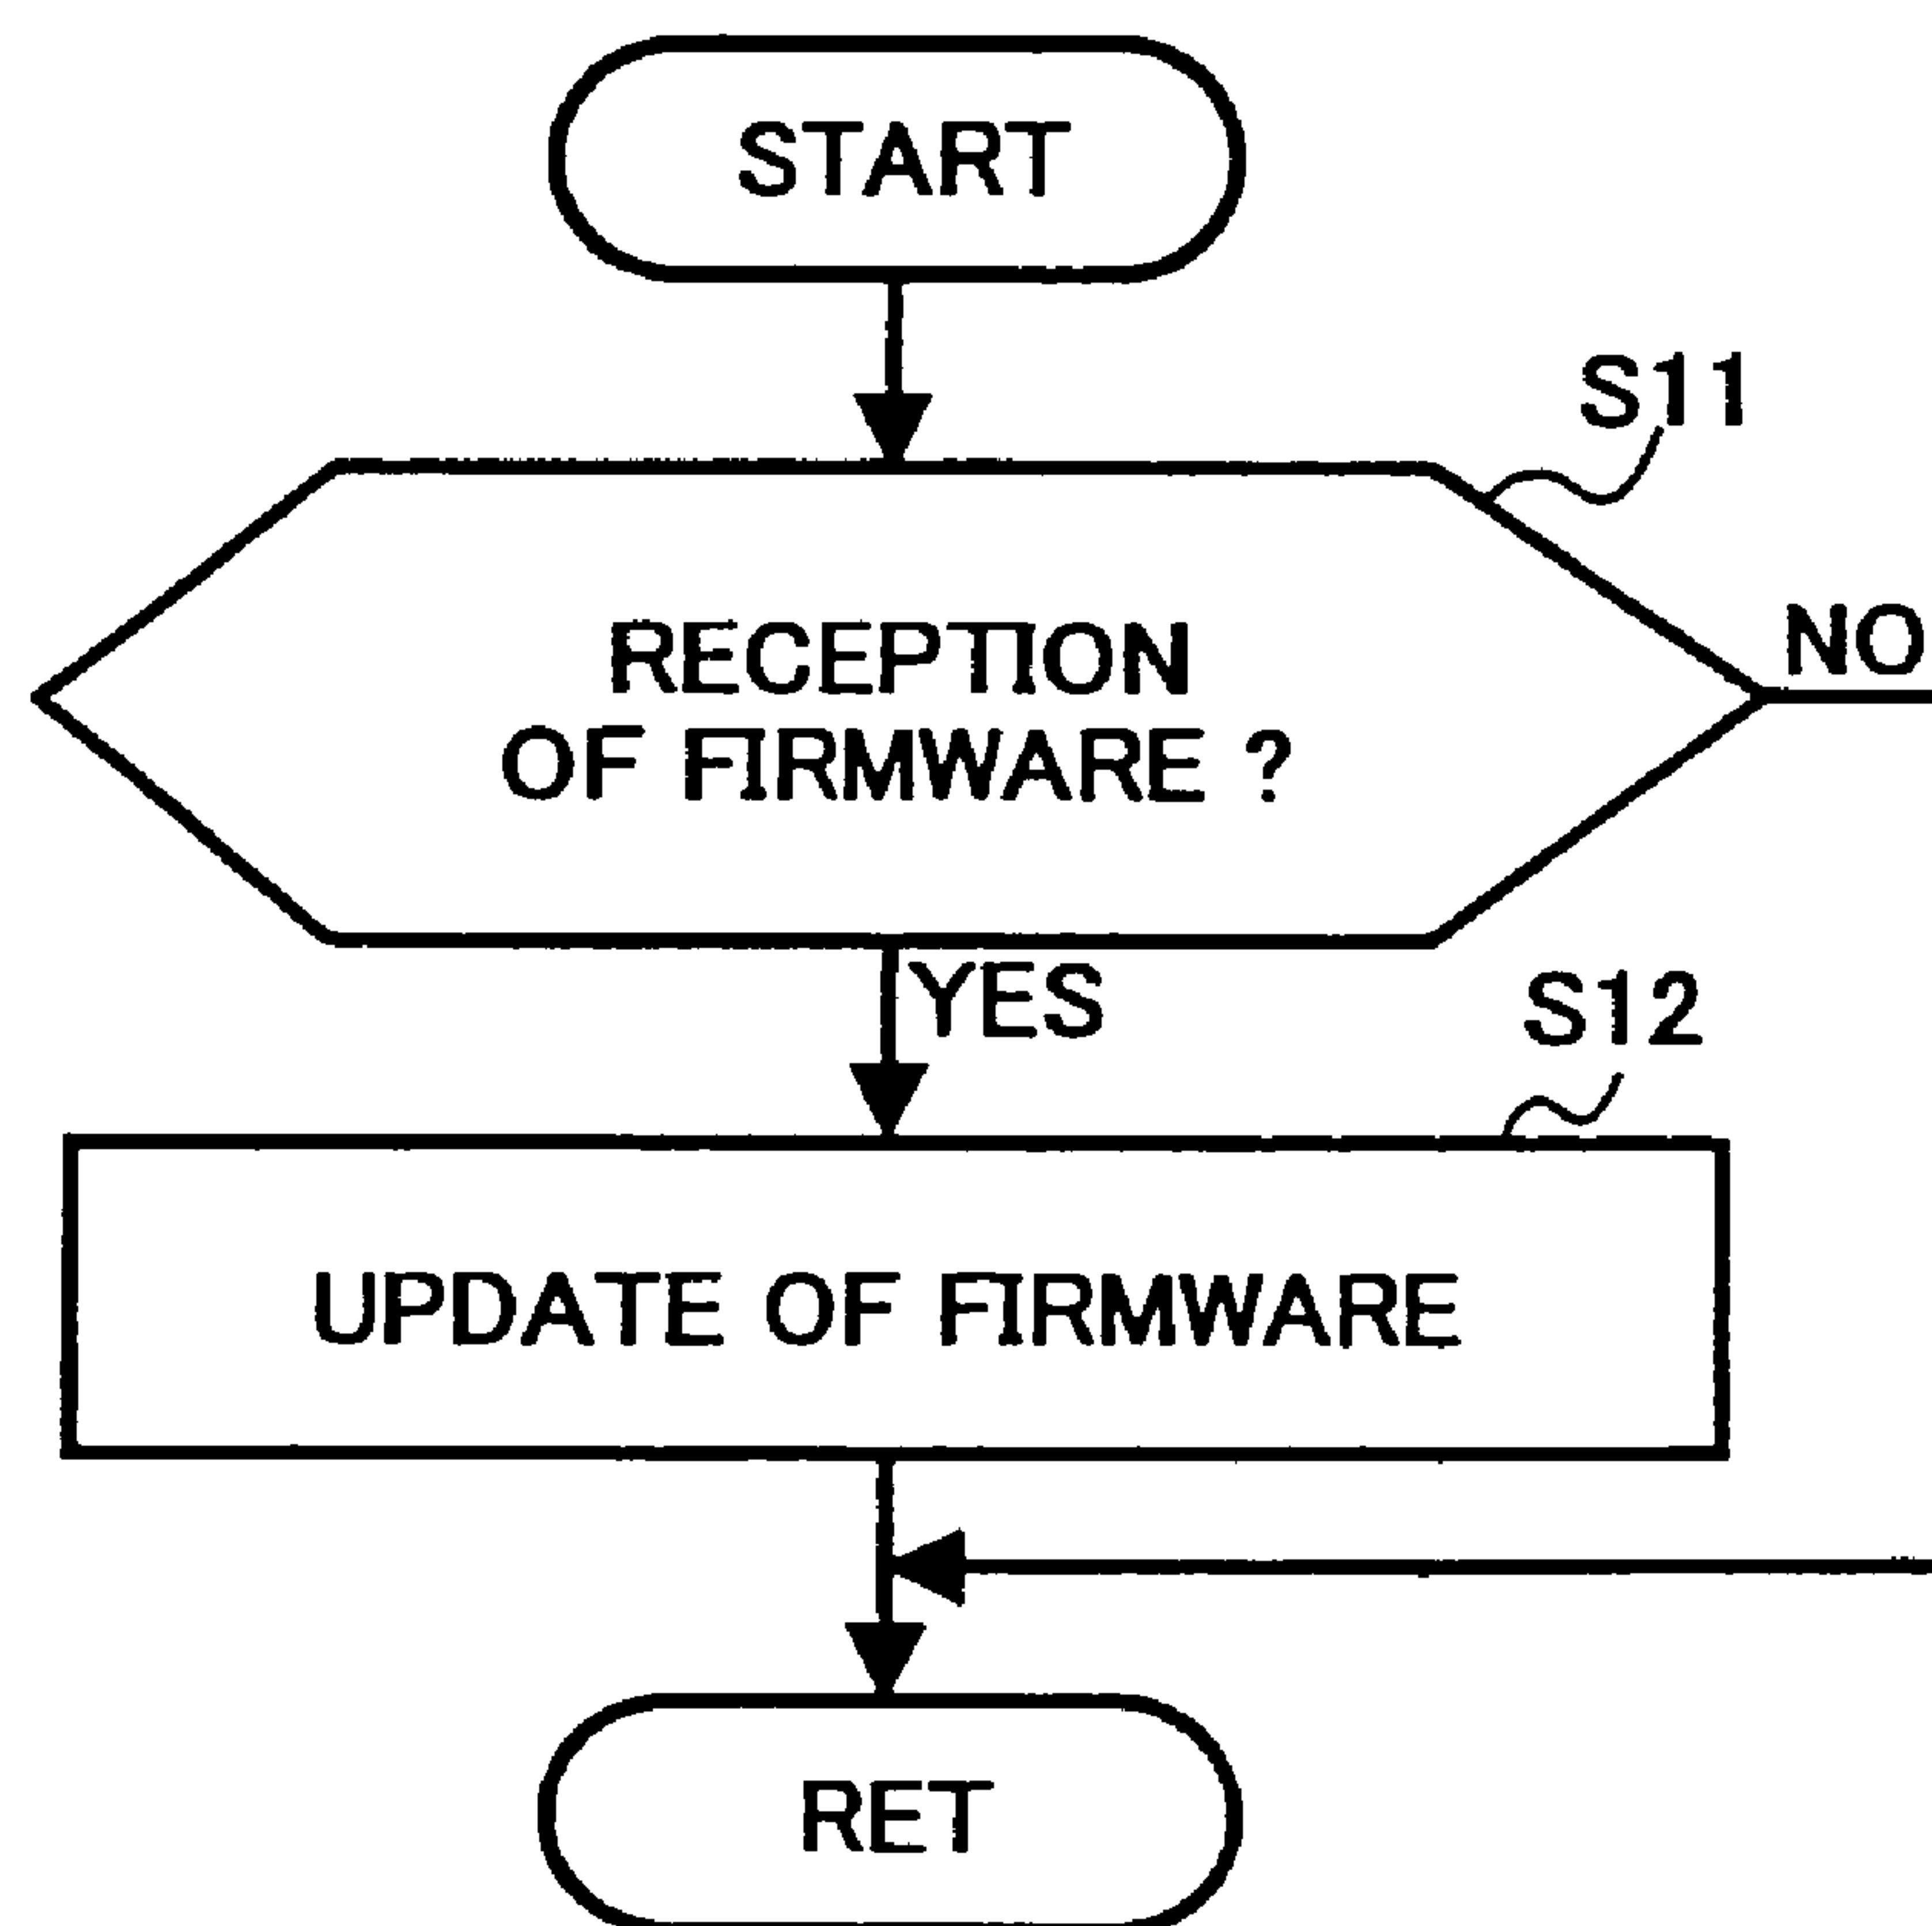 START
S11
RECEPTION
OF FIRMWARE ?
NO
YES
S12
UPDATE OF FIRMWARE
RET